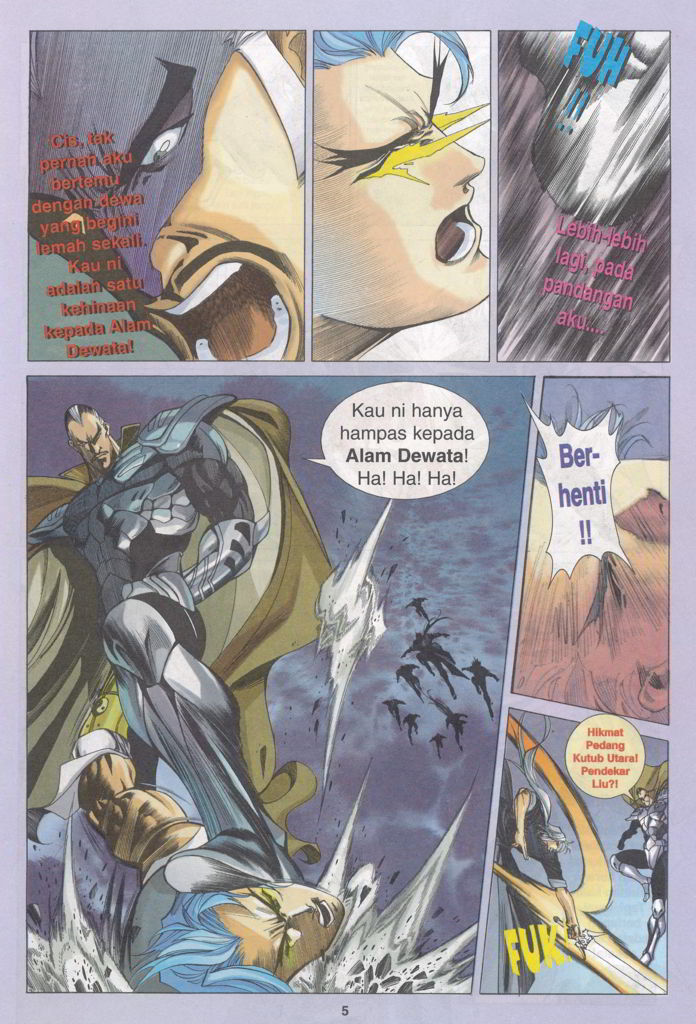 Cis, tak
pernah aku
bertemu
dengan dewa
yang begini
lemah sekali.
Kau ni
adalah satu
kehinaan
kepada Alam
Dewata!
FUH
!!
Lebih-lebih
lagi, pada
pandangan
aku....
Kau ni hanya
hampas kepada
Alam Dewata!
Ha! Ha! Ha!
Ber-
henti
!!
Hikmat
Pedang
Kutub Utara!
Pendekar
Liu?!
FUK!
5